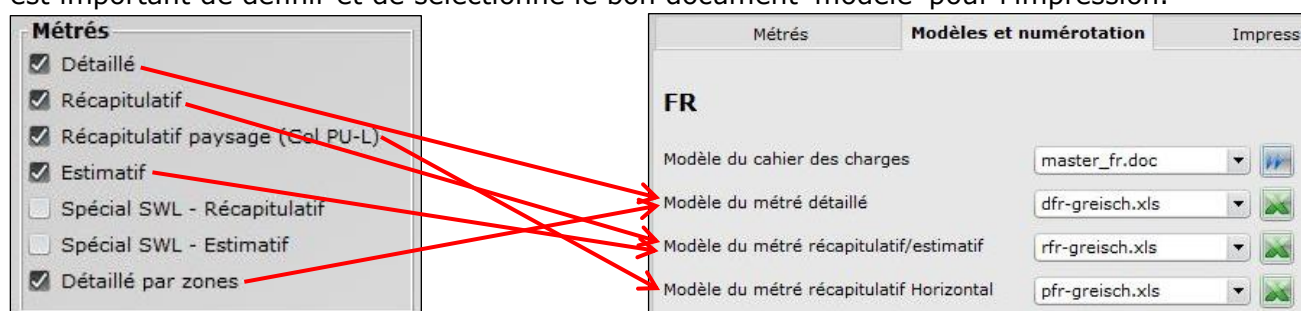 est important de définir et de sélectionné le bon document 'modèle' pour l'impression.
Métrés
Détaillé
Récapitulatif
Récapitulatif paysage (Col PU-L)
Estimatif
Spécial SWL - Récapitulatif
Spécial SWL - Estimatif
Détaillé par zones
Métrés
Modèles et numérotation
Impress
FR
Modèle du cahier des charges
master_fr.doc
Modèle du métré détaillé
dfr-greisch.xls
Modèle du métré récapitulatif/estimatif
rfr-greisch.xls
Modèle du métré récapitulatif Horizontal
pfr-greisch.xls